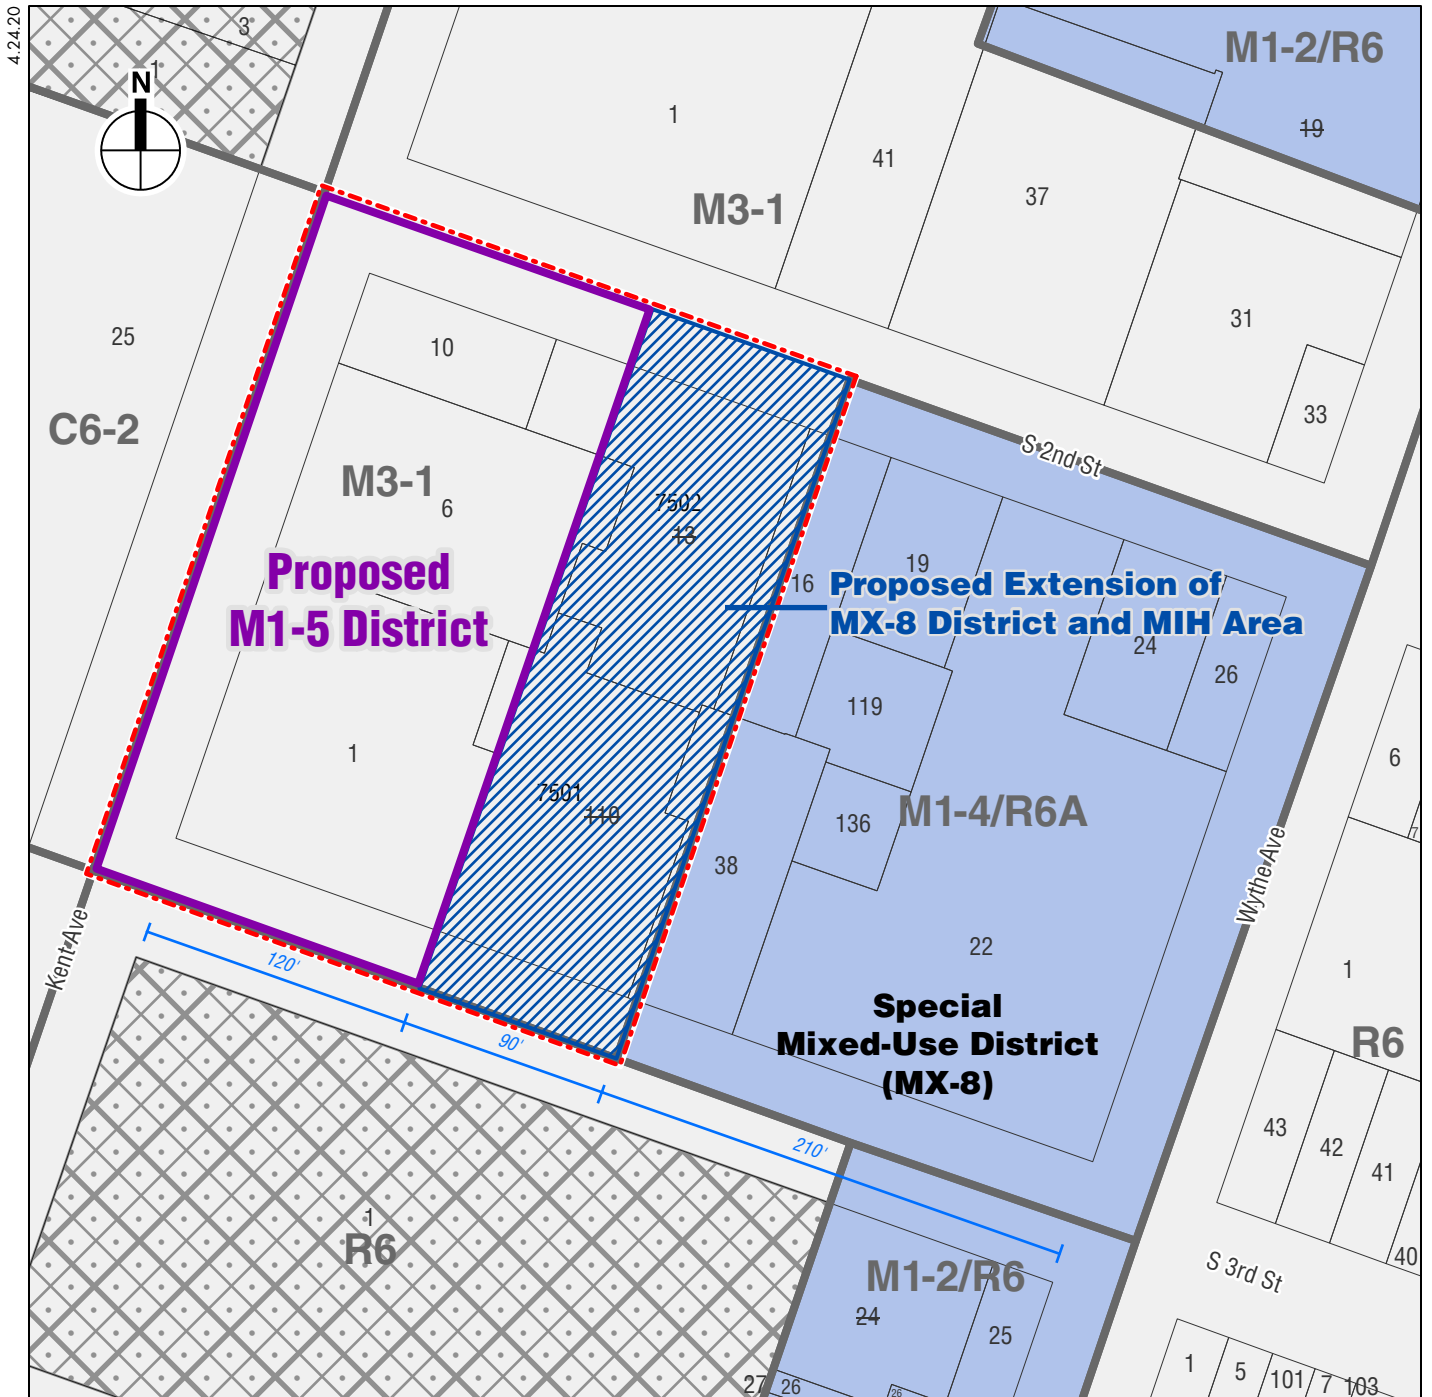 4.24.20
3
1
N
M1-2/R6
19
1
41
37
M3-1
31
33
25
C6-2
10
M3-1
6
S 2nd St
7502
13
16
19
Proposed
M1-5 District
Proposed Extension of
MX-8 District and MIH Area
24
26
119
1
7501
110
136
M1-4/R6A
38
22
6
7
Wythe Ave
Kent Ave
1
Special
Mixed-Use District
(MX-8)
R6
120'
90'
210'
43
42
41
40
1
R6
M1-2/R6
24
25
S 3rd St
27
26
26
1
5
101
7
103